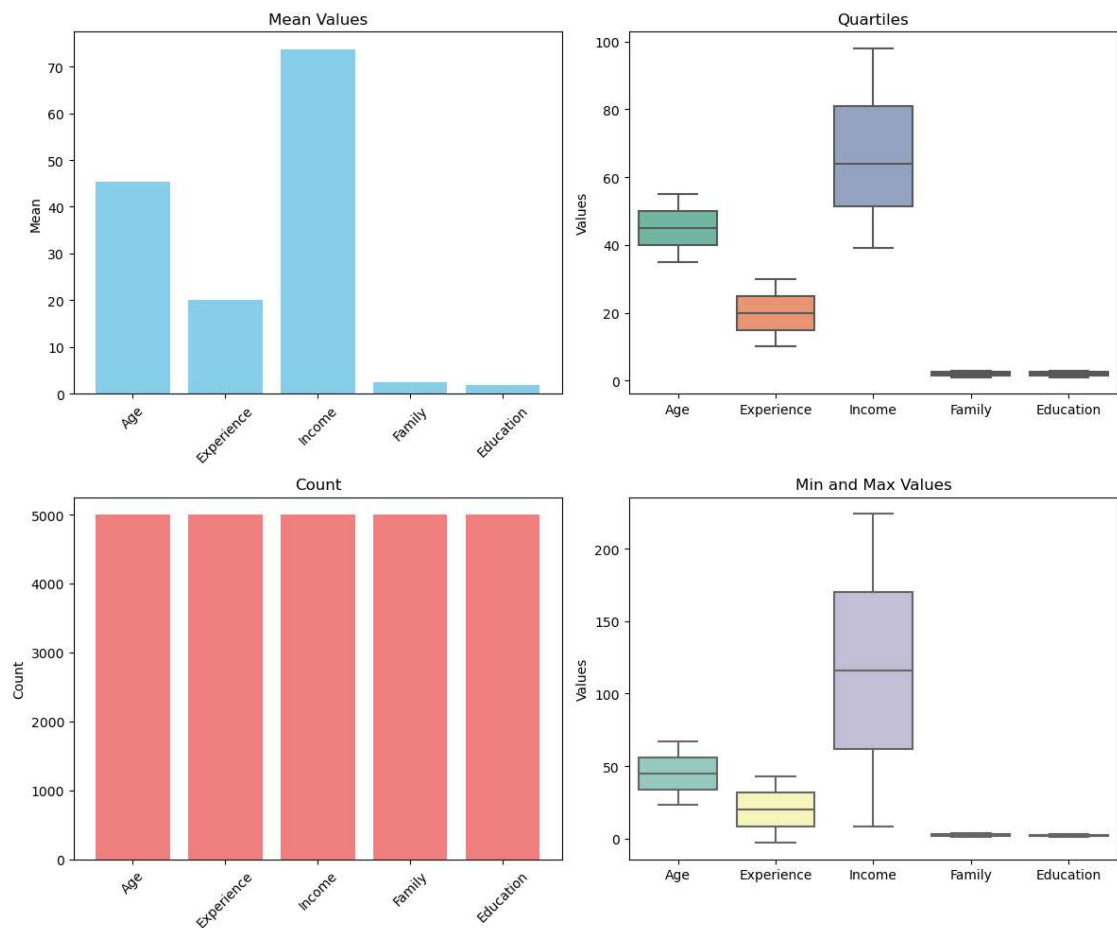 Mean Values
Mean
70
60
50
40
30
20
10
0
Age
Experience
Income
Family
Education
Quartiles
Values
100
80
60
40
20
0
Age
Experience
Income
Family
Education
Count
Count
5000
4000
3000
2000
1000
0
Age
Experience
Income
Family
Education
Min and Max Values
Values
200
150
100
50
0
Age
Experience
Income
Family
Education